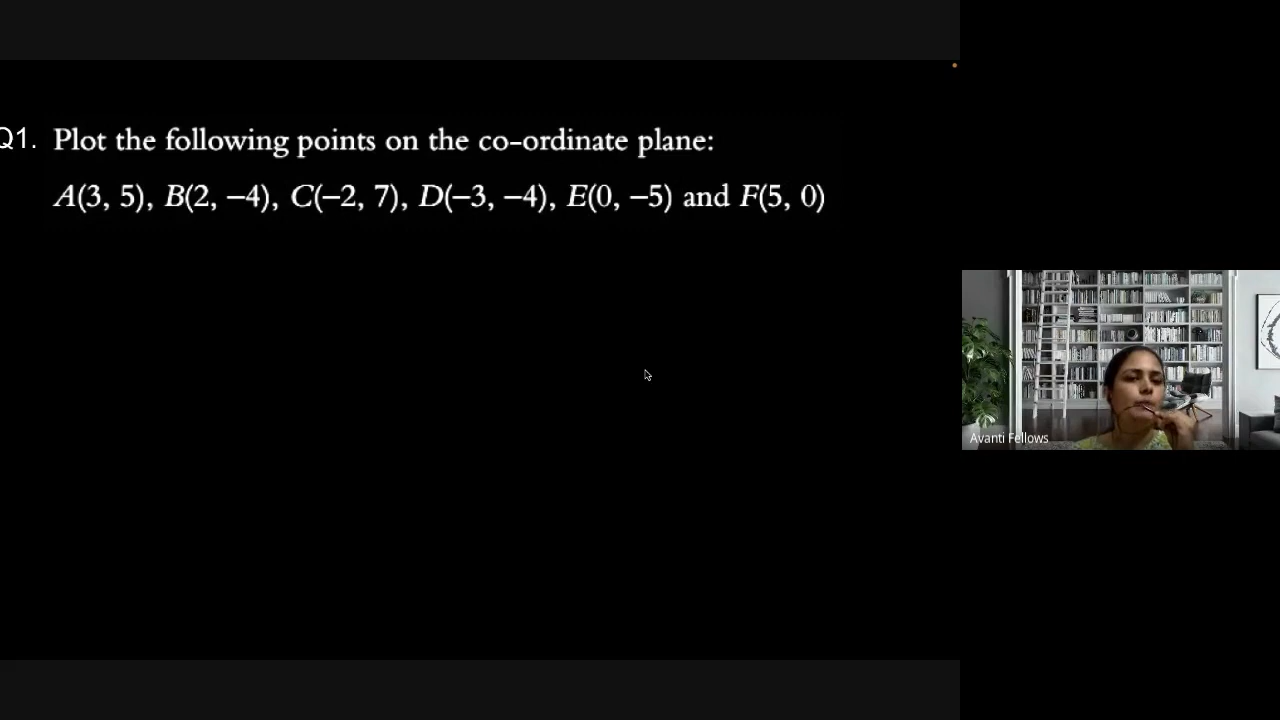 Q1. Plot the following points on the co-ordinate plane:
A(3, 5), B(2, –4), C(–2, 7), D(–3, –4), E(0, –5) and F(5, 0)
Avanti Fellows